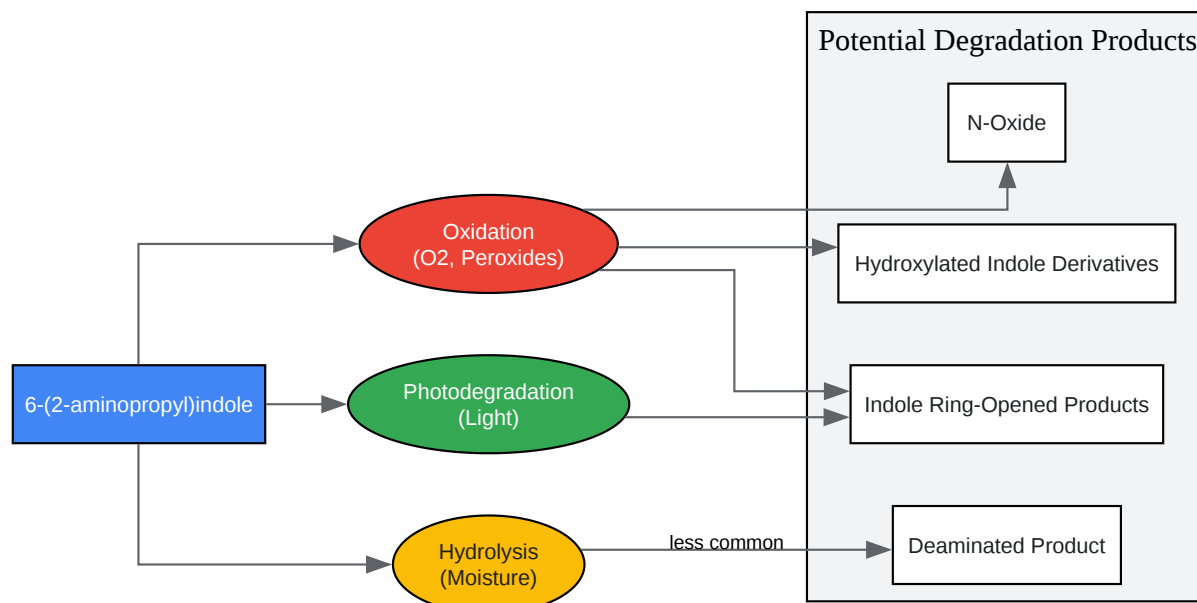 Potential Degradation Products
N-Oxide
Oxidation
(O2, Peroxides)
Hydroxylated Indole Derivatives
6-(2-aminopropyl)indole
Photodegradation
(Light)
Indole Ring-Opened Products
Hydrolysis
(Moisture)
less common
Deaminated Product